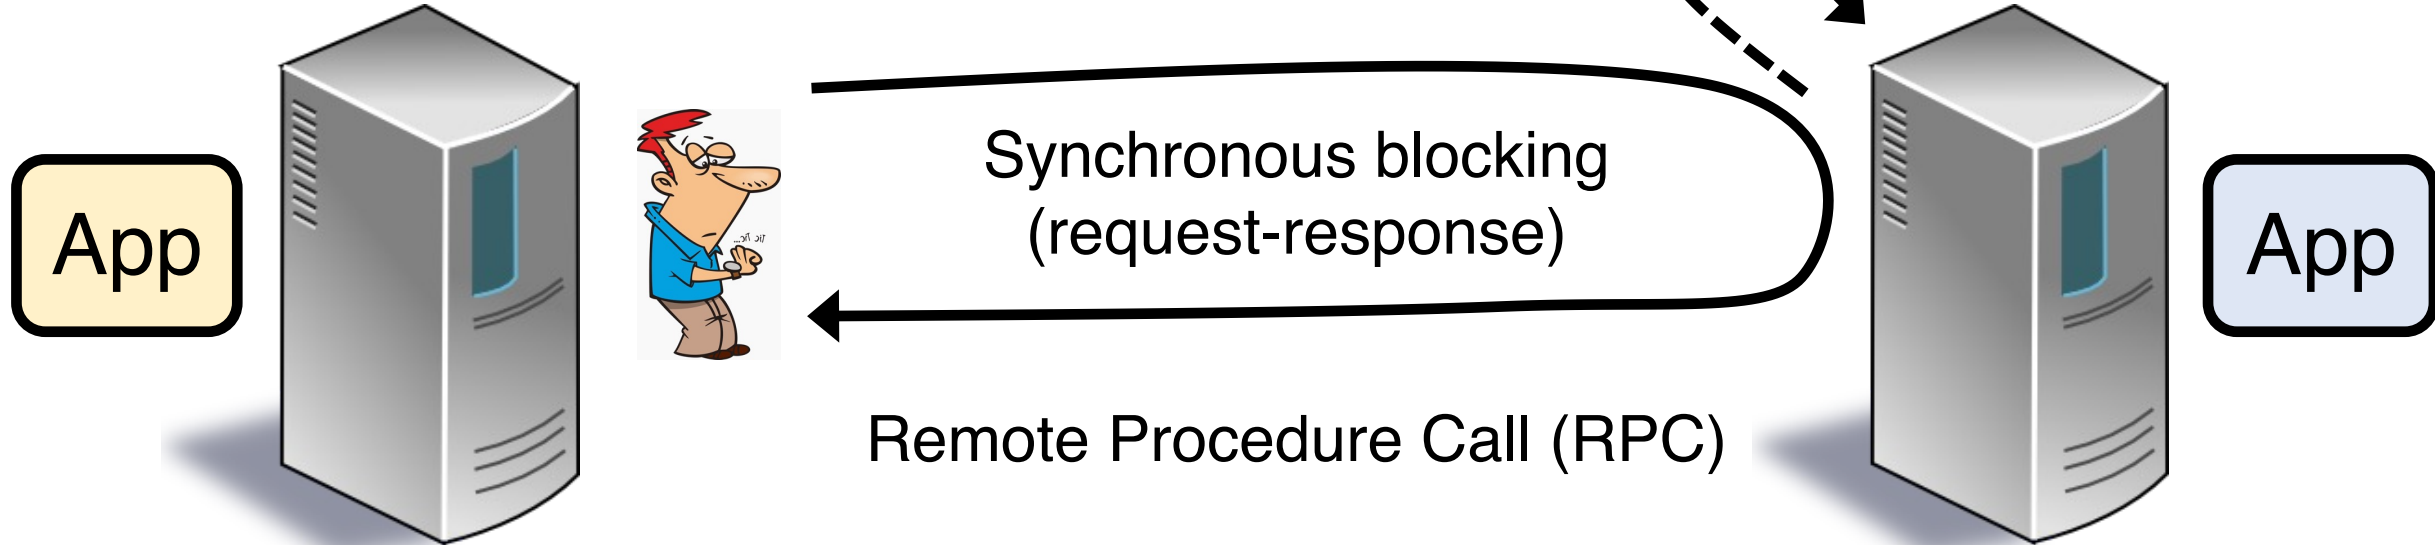 Synchronous blocking
(request-response)
App
App
Remote Procedure Call (RPC)